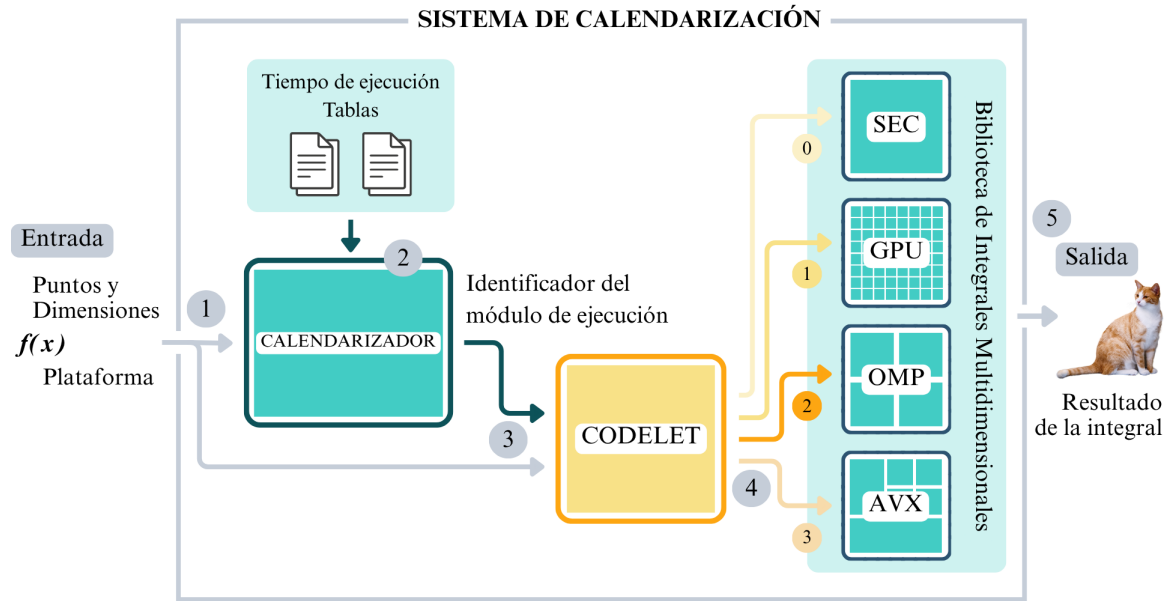 SISTEMA DE CALENDARIZACIÓN
Tiempo de ejecución
Tablas
Entrada
Puntos y
Dimensiones
f(x)
Plataforma
1
2
CALENDARIZADOR
Identificador del
módulo de ejecución
3
CODELET
4
0
SEC
1
GPU
2
OMP
3
AVX
Biblioteca de Integrales Multidimensionales
5
Salida
Resultado
de la integral